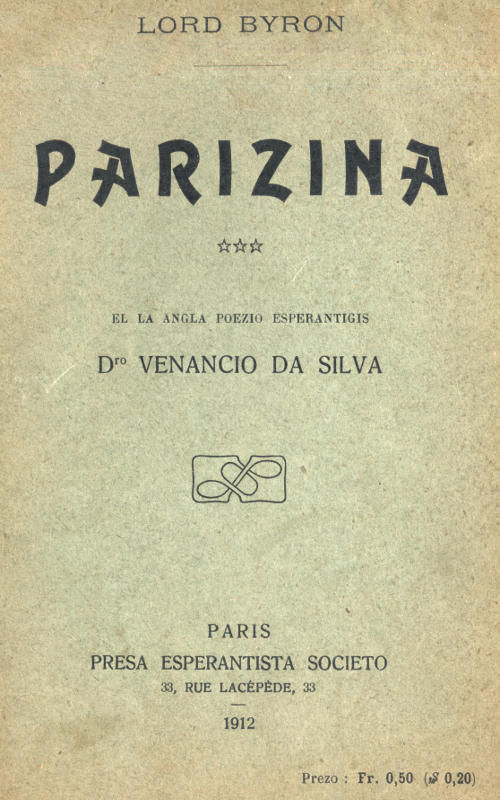 LORD BYRON
PARIZINA
☆☆☆
EL LA ANGLA POEZIO ESPERANTIGIS
Dro VENANCIO DA SILVA
PARIS
PRESA ESPERANTISTA SOCIETO
33, RUE LACÉPÈDE, 33
1912
Prezo : Fr. 0,50 (₷ 0,20)